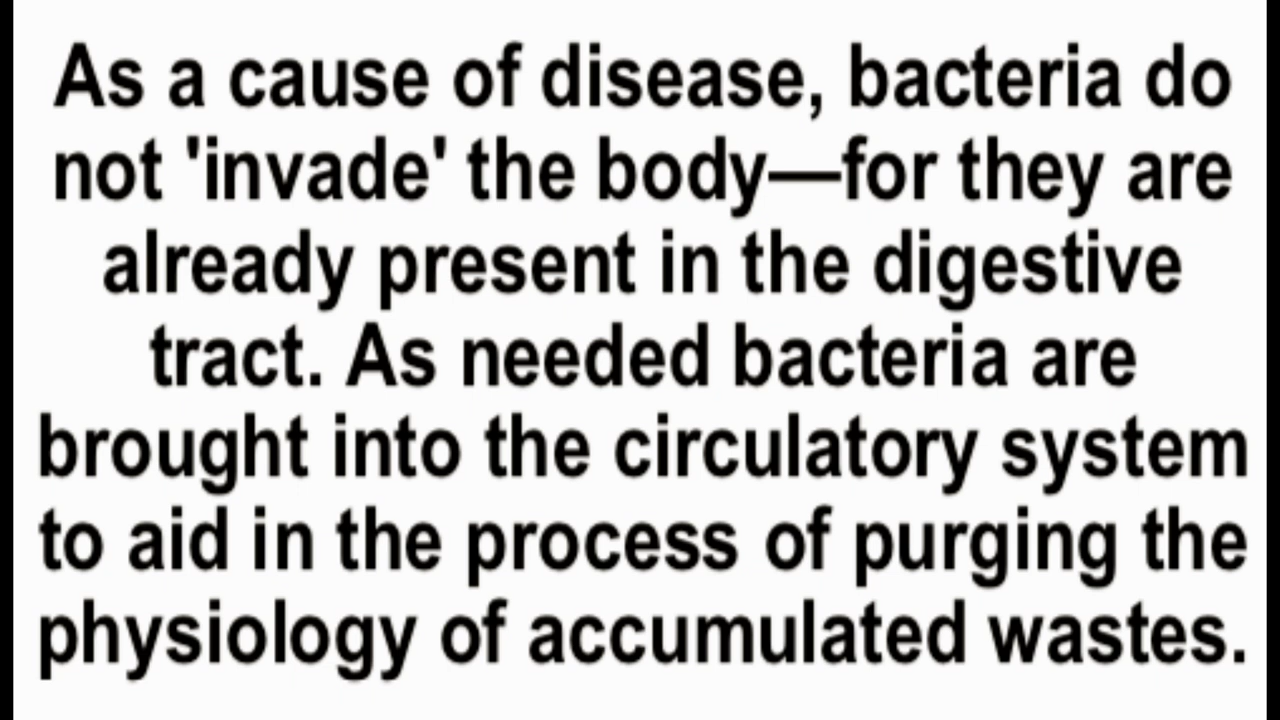 As a cause of disease, bacteria do
not 'invade' the body—for they are
already present in the digestive
tract. As needed bacteria are
brought into the circulatory system
to aid in the process of purging the
physiology of accumulated wastes.